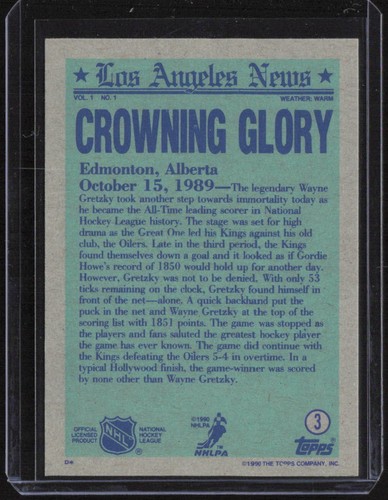 ★ Los Angeles News ★
VOL. 1 NO. 1 WEATHER: WARM
CROWNING GLORY
Edmonton, Alberta
October 15, 1989—The legendary Wayne
Gretzky took another step towards immortality today as
he became the All-Time leading scorer in National
Hockey League history. The stage was set for high
drama as the Great One led his Kings against his old
club, the Oilers. Late in the third period, the Kings
found themselves down a goal and it looked as if Gordie
Howe's record of 1850 would hold up for another day.
However, Gretzky was not to be denied. With only 53
ticks remaining on the clock, Gretzky found himself in
front of the net—alone. A quick backhand put the
puck in the net and Wayne Gretzky at the top of the
scoring list with 1851 points. The game was stopped as
the players and fans saluted the greatest hockey player
the game has ever known. The game did continue with
the Kings defeating the Oilers 5-4 in overtime. In a
typical Hollywood finish, the game-winner was scored
by none other than Wayne Gretzky.
OFFICIAL
LICENSED
PRODUCT
NHL
NATIONAL
HOCKEY
LEAGUE
©1990
NHLPA
NHLPA
3
Topps
©1990 THE TOPPS COMPANY, INC.